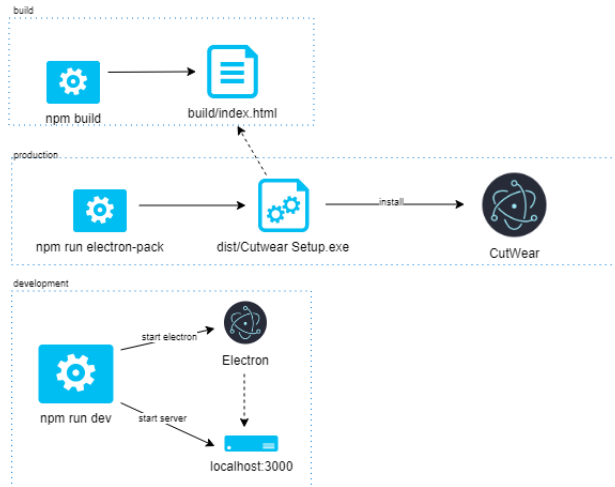 build
npm build
build/index.html
production
npm run electron-pack
dist/Cutwear Setup.exe
install
CutWear
development
start electron
Electron
npm run dev
start server
localhost:3000